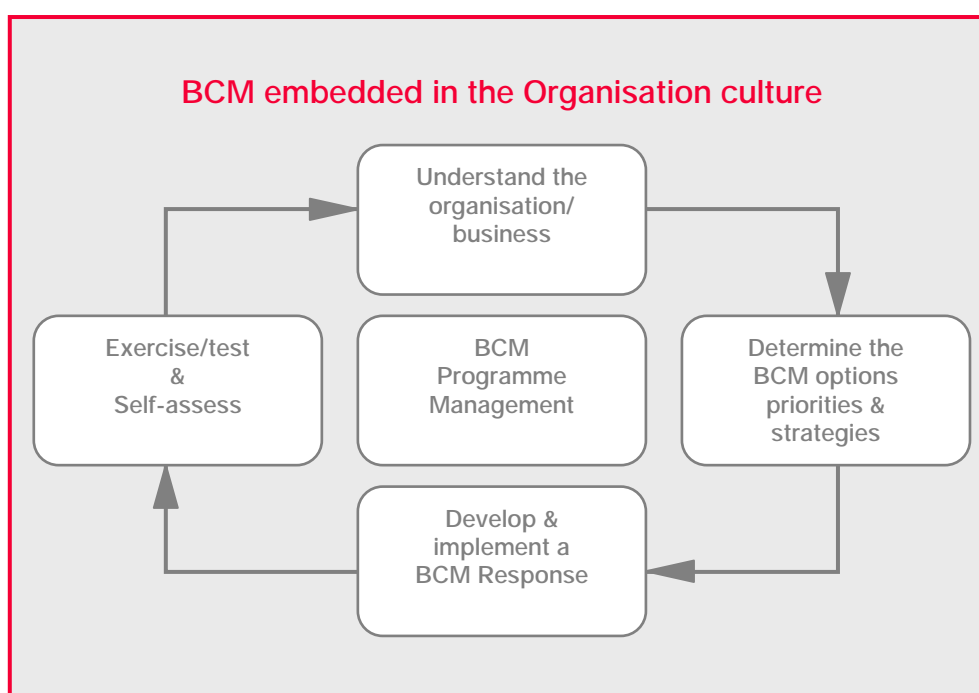 BCM embedded in the Organisation culture
Understand the
organisation/
business
Exercise/test
&
Self-assess
BCM
Programme
Management
Determine the
BCM options
priorities &
strategies
Develop &
implement a
BCM Response